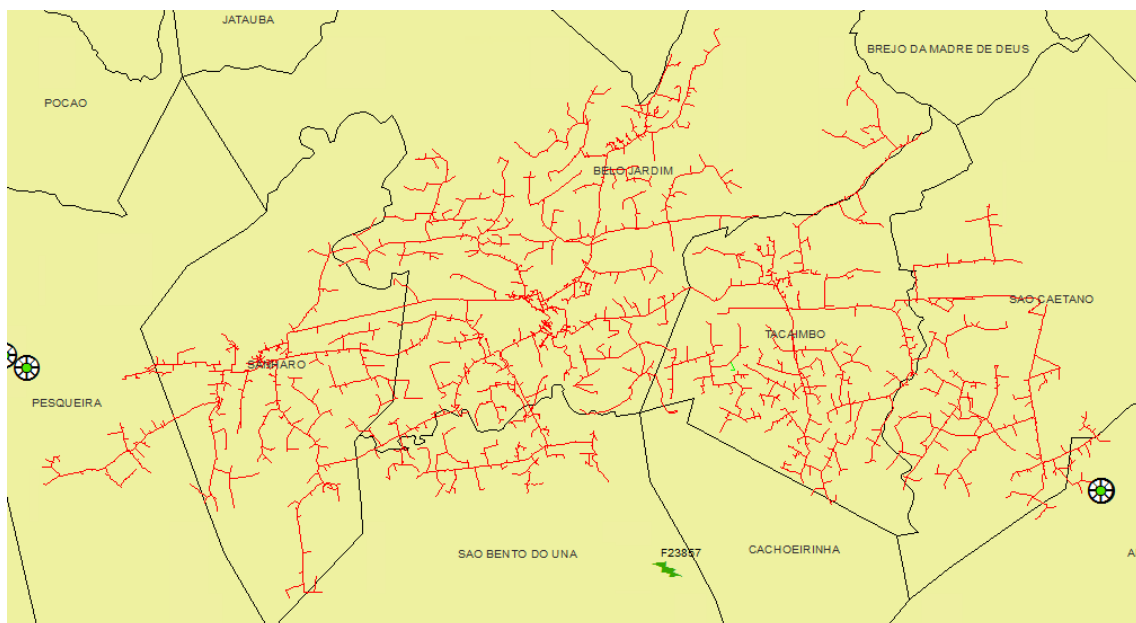 JATAUBA
BREJO DA MADRE DE DEUS
POCAO
BELO JARDIM
SAO CAETANO
TACAIMBO
SANHARO
PESQUEIRA
SAO BENTO DO UNA
F23857
CACHOEIRINHA
A